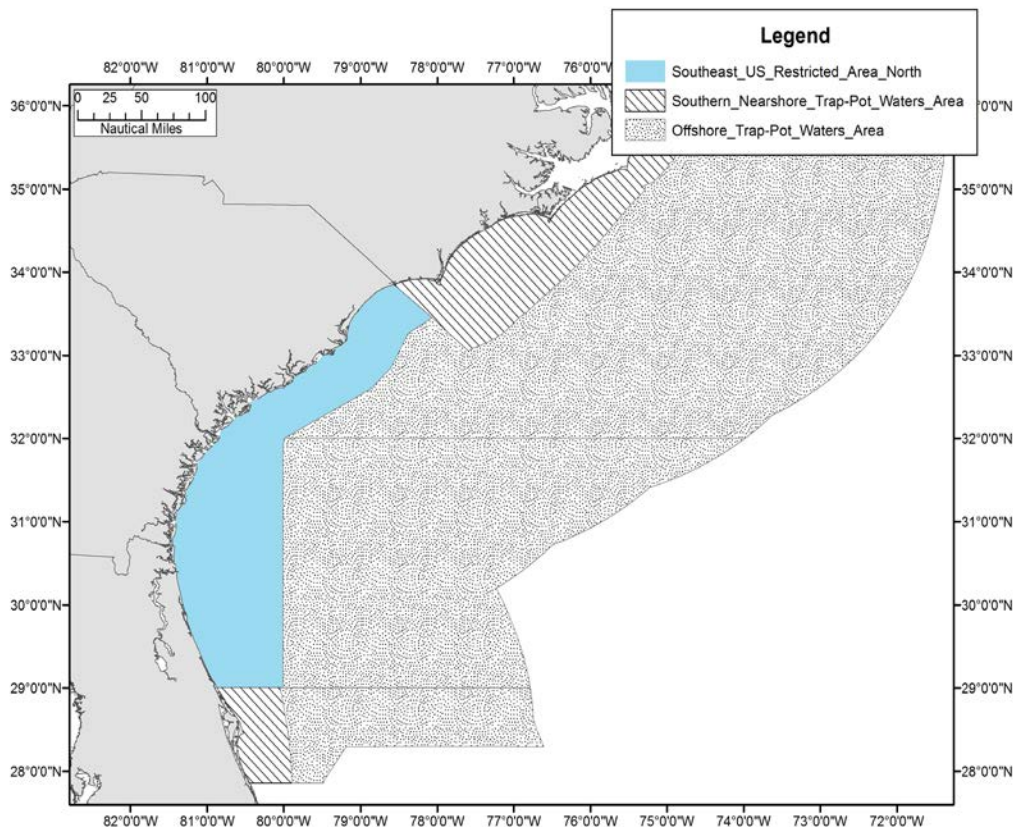 Legend
Southeast_US_Restricted_Area_North
Southern_Nearshore_Trap-Pot_Waters_Area
Offshore_Trap-Pot_Waters_Area
82°0'0"W 81°0'0"W 80°0'0"W 79°0'0"W 78°0'0"W 77°0'0"W 76°0'0"W
0 25 50 100
Nautical Miles
36°0'0"N
35°0'0"N 35°0'0"N
34°0'0"N 34°0'0"N
33°0'0"N 33°0'0"N
32°0'0"N 32°0'0"N
31°0'0"N 31°0'0"N
30°0'0"N 30°0'0"N
29°0'0"N 29°0'0"N
28°0'0"N 28°0'0"N
82°0'0"W 81°0'0"W 80°0'0"W 79°0'0"W 78°0'0"W 77°0'0"W 76°0'0"W 75°0'0"W 74°0'0"W 73°0'0"W 72°0'0"W